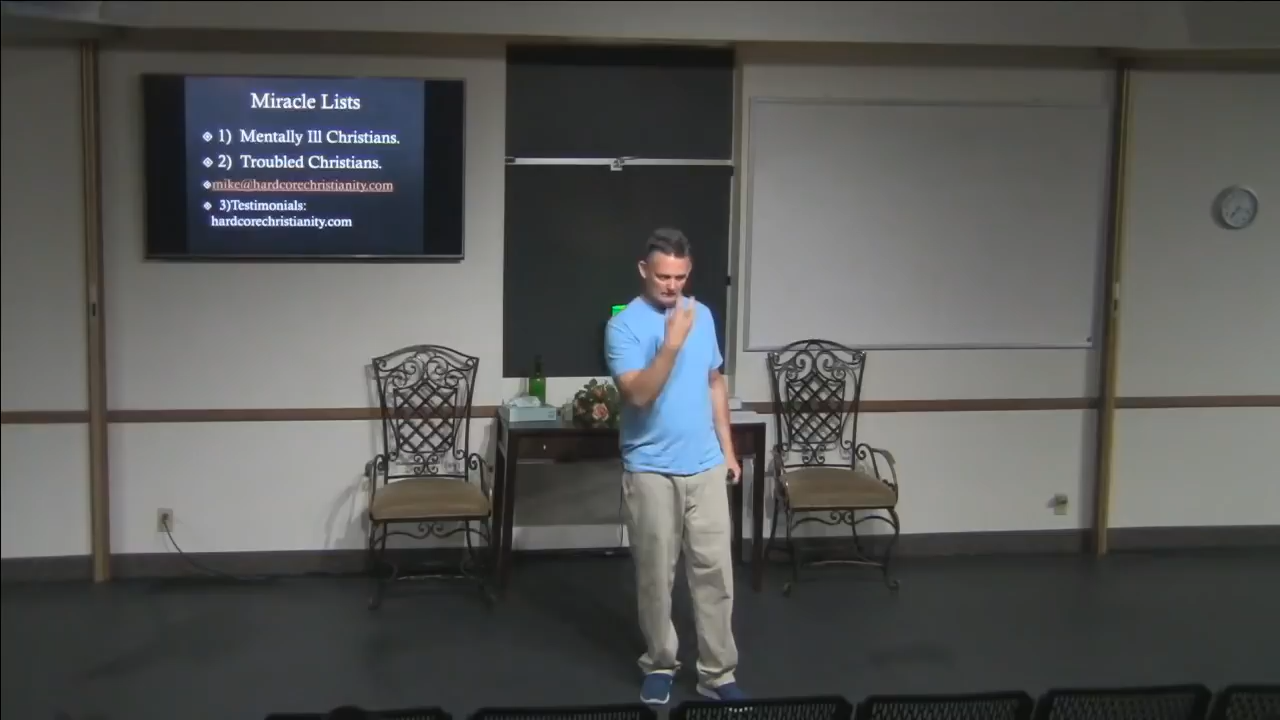 Miracle Lists
1) Mentally Ill Christians.
2) Troubled Christians.
mike@hardcorechristianity.com
3)Testimonials:
hardcorechristianity.com